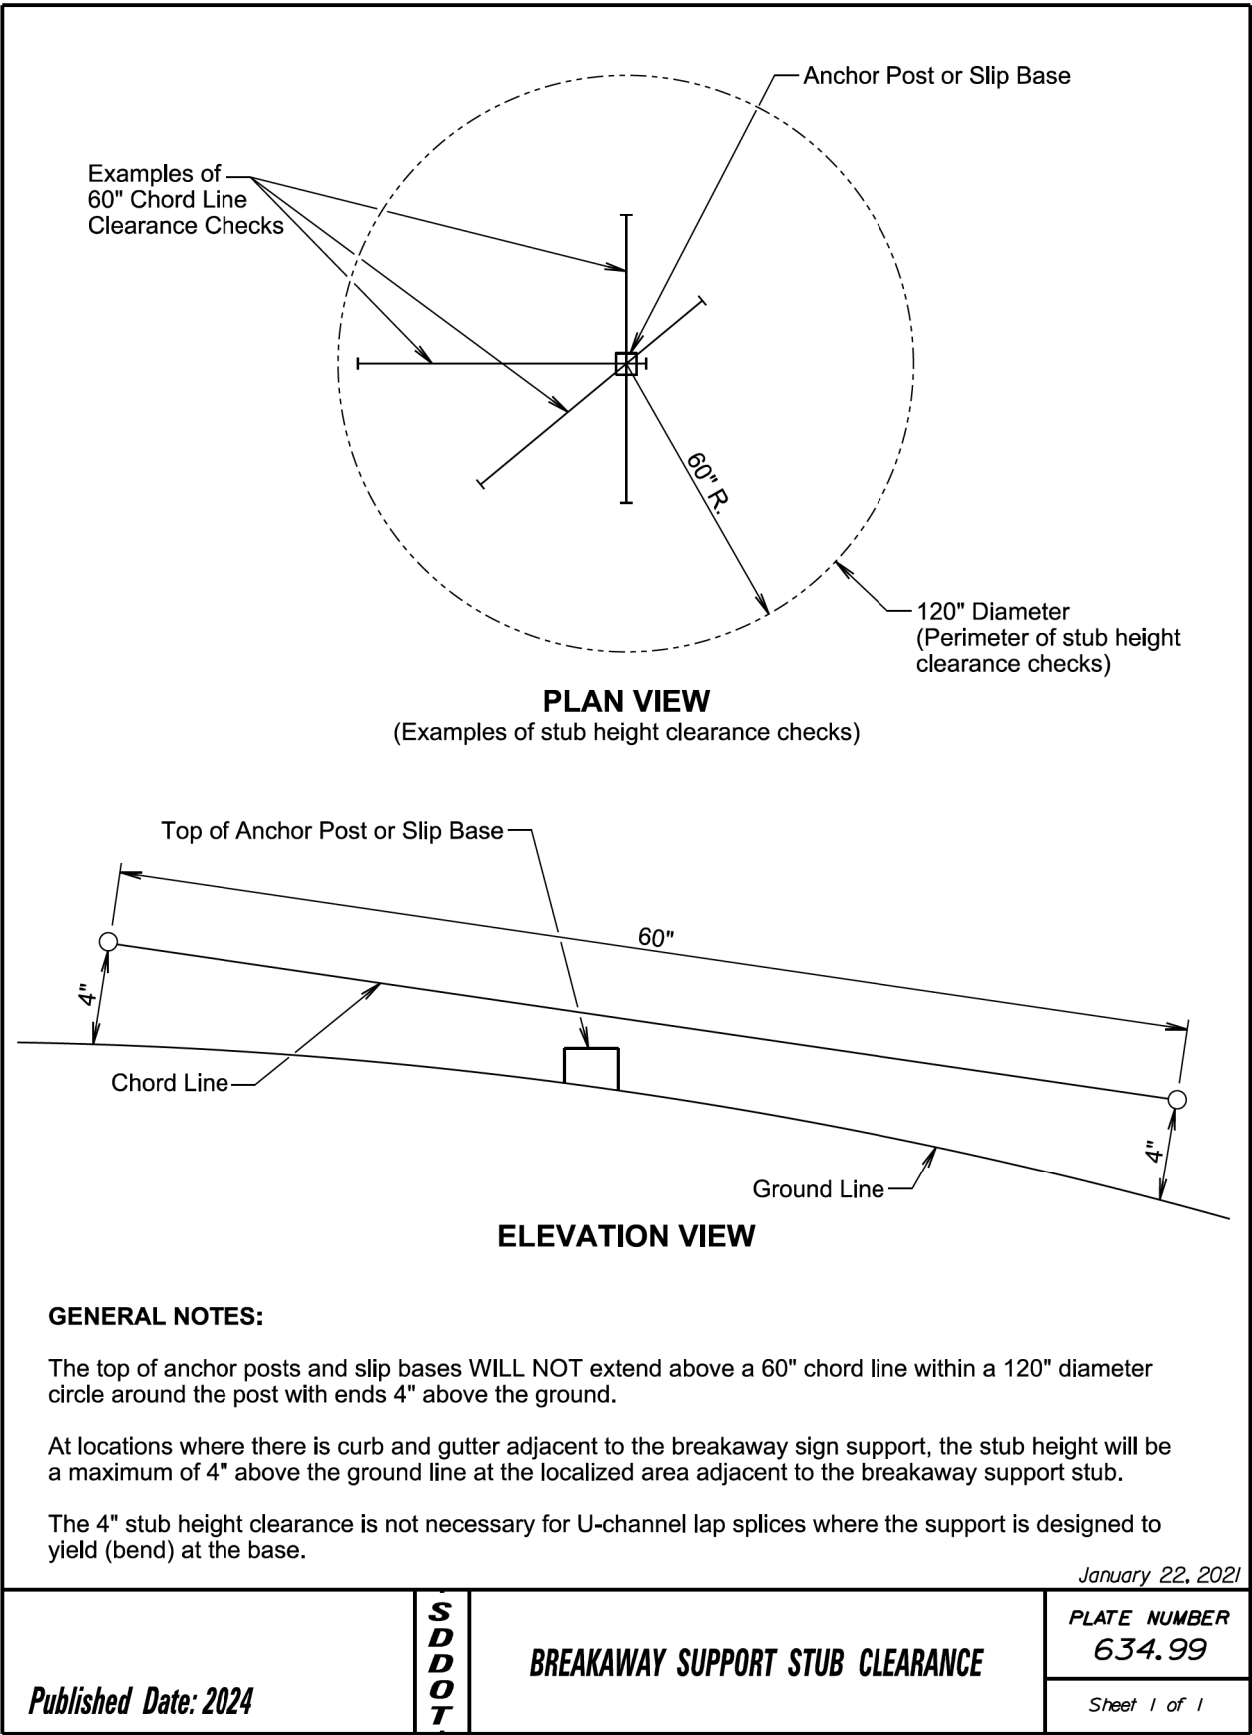 Anchor Post or Slip Base
Examples of
60" Chord Line
Clearance Checks
60" R.
120" Diameter
(Perimeter of stub height
clearance checks)
PLAN VIEW
(Examples of stub height clearance checks)
Top of Anchor Post or Slip Base
60"
4"
Chord Line
4"
Ground Line
ELEVATION VIEW
GENERAL NOTES:
The top of anchor posts and slip bases WILL NOT extend above a 60" chord line within a 120" diameter
circle around the post with ends 4" above the ground.
At locations where there is curb and gutter adjacent to the breakaway sign support, the stub height will be
a maximum of 4" above the ground line at the localized area adjacent to the breakaway support stub.
The 4" stub height clearance is not necessary for U-channel lap splices where the support is designed to
yield (bend) at the base.
January 22, 2021
Published Date: 2024
S
D
D
O
T
BREAKAWAY SUPPORT STUB CLEARANCE
PLATE NUMBER
634.99
Sheet 1 of 1